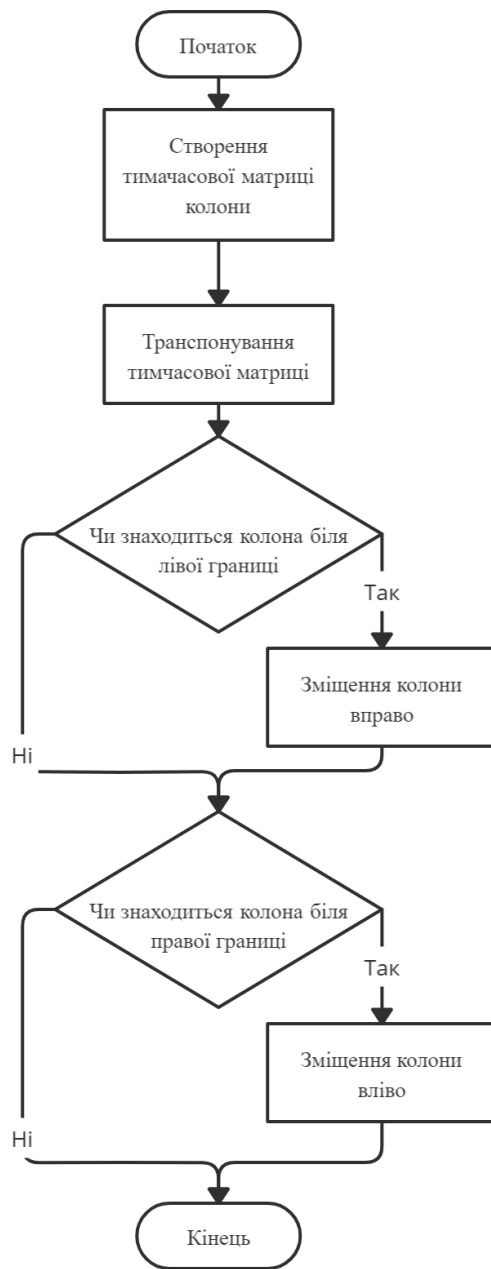 Початок
Створення
тимачасової матриці
колони
Транспонування
тимчасової матриці
Чи знаходиться колона біля
лівої границі
Так
Зміщення колони
вправо
Ні
Чи знаходиться колона біля
правої границі
Так
Зміщення колони
вліво
Ні
Кінець